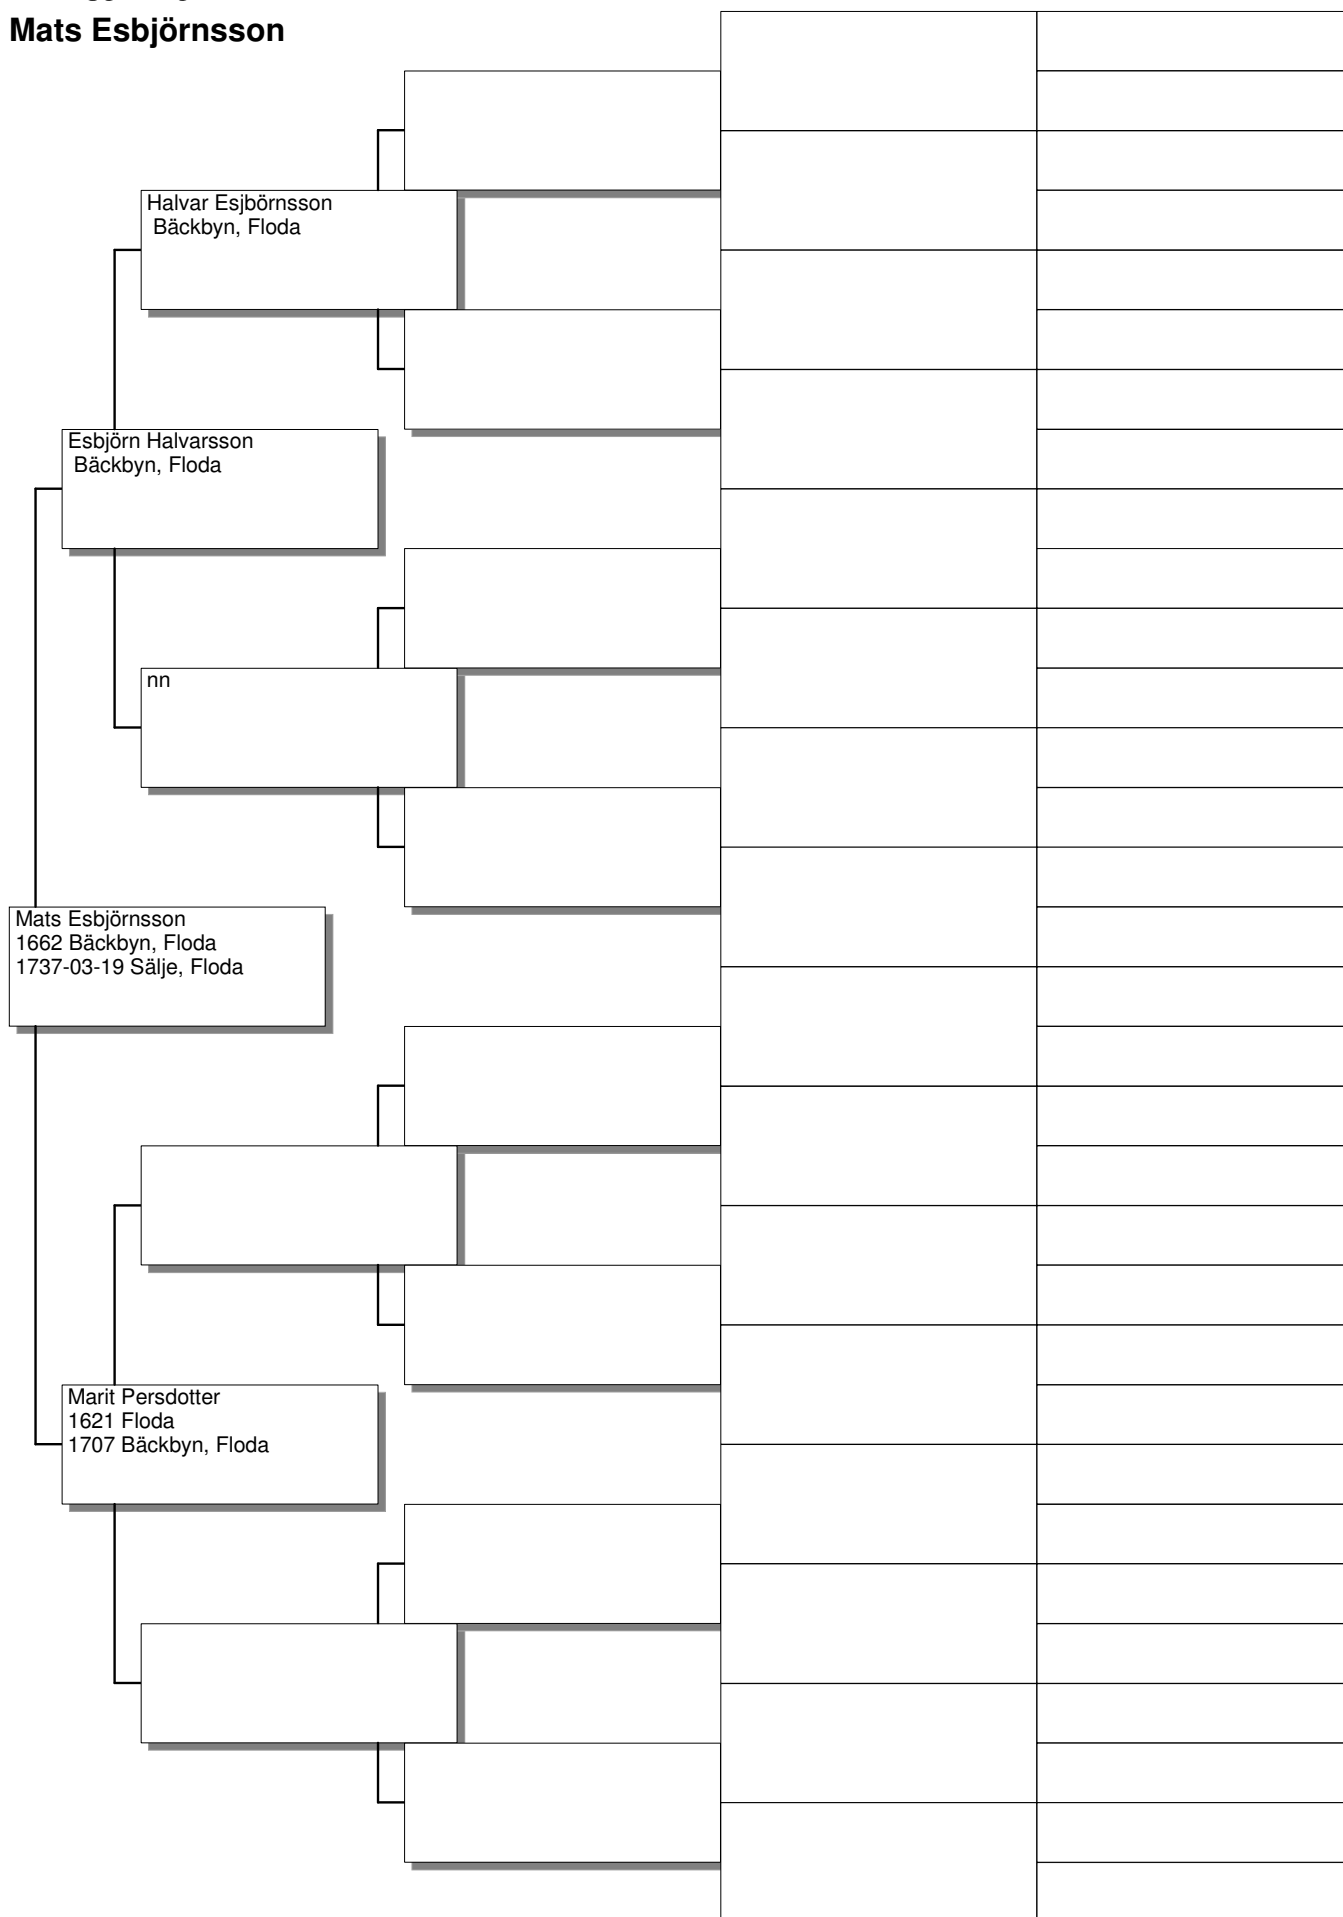 Mats Esbjörnsson
Halvar Esjbörnsson
Bäckbyn, Floda
Esbjörn Halvarsson
Bäckbyn, Floda
nn
Mats Esbjörnsson
1662 Bäckbyn, Floda
1737-03-19 Sälje, Floda
Marit Persdotter
1621 Floda
1707 Bäckbyn, Floda